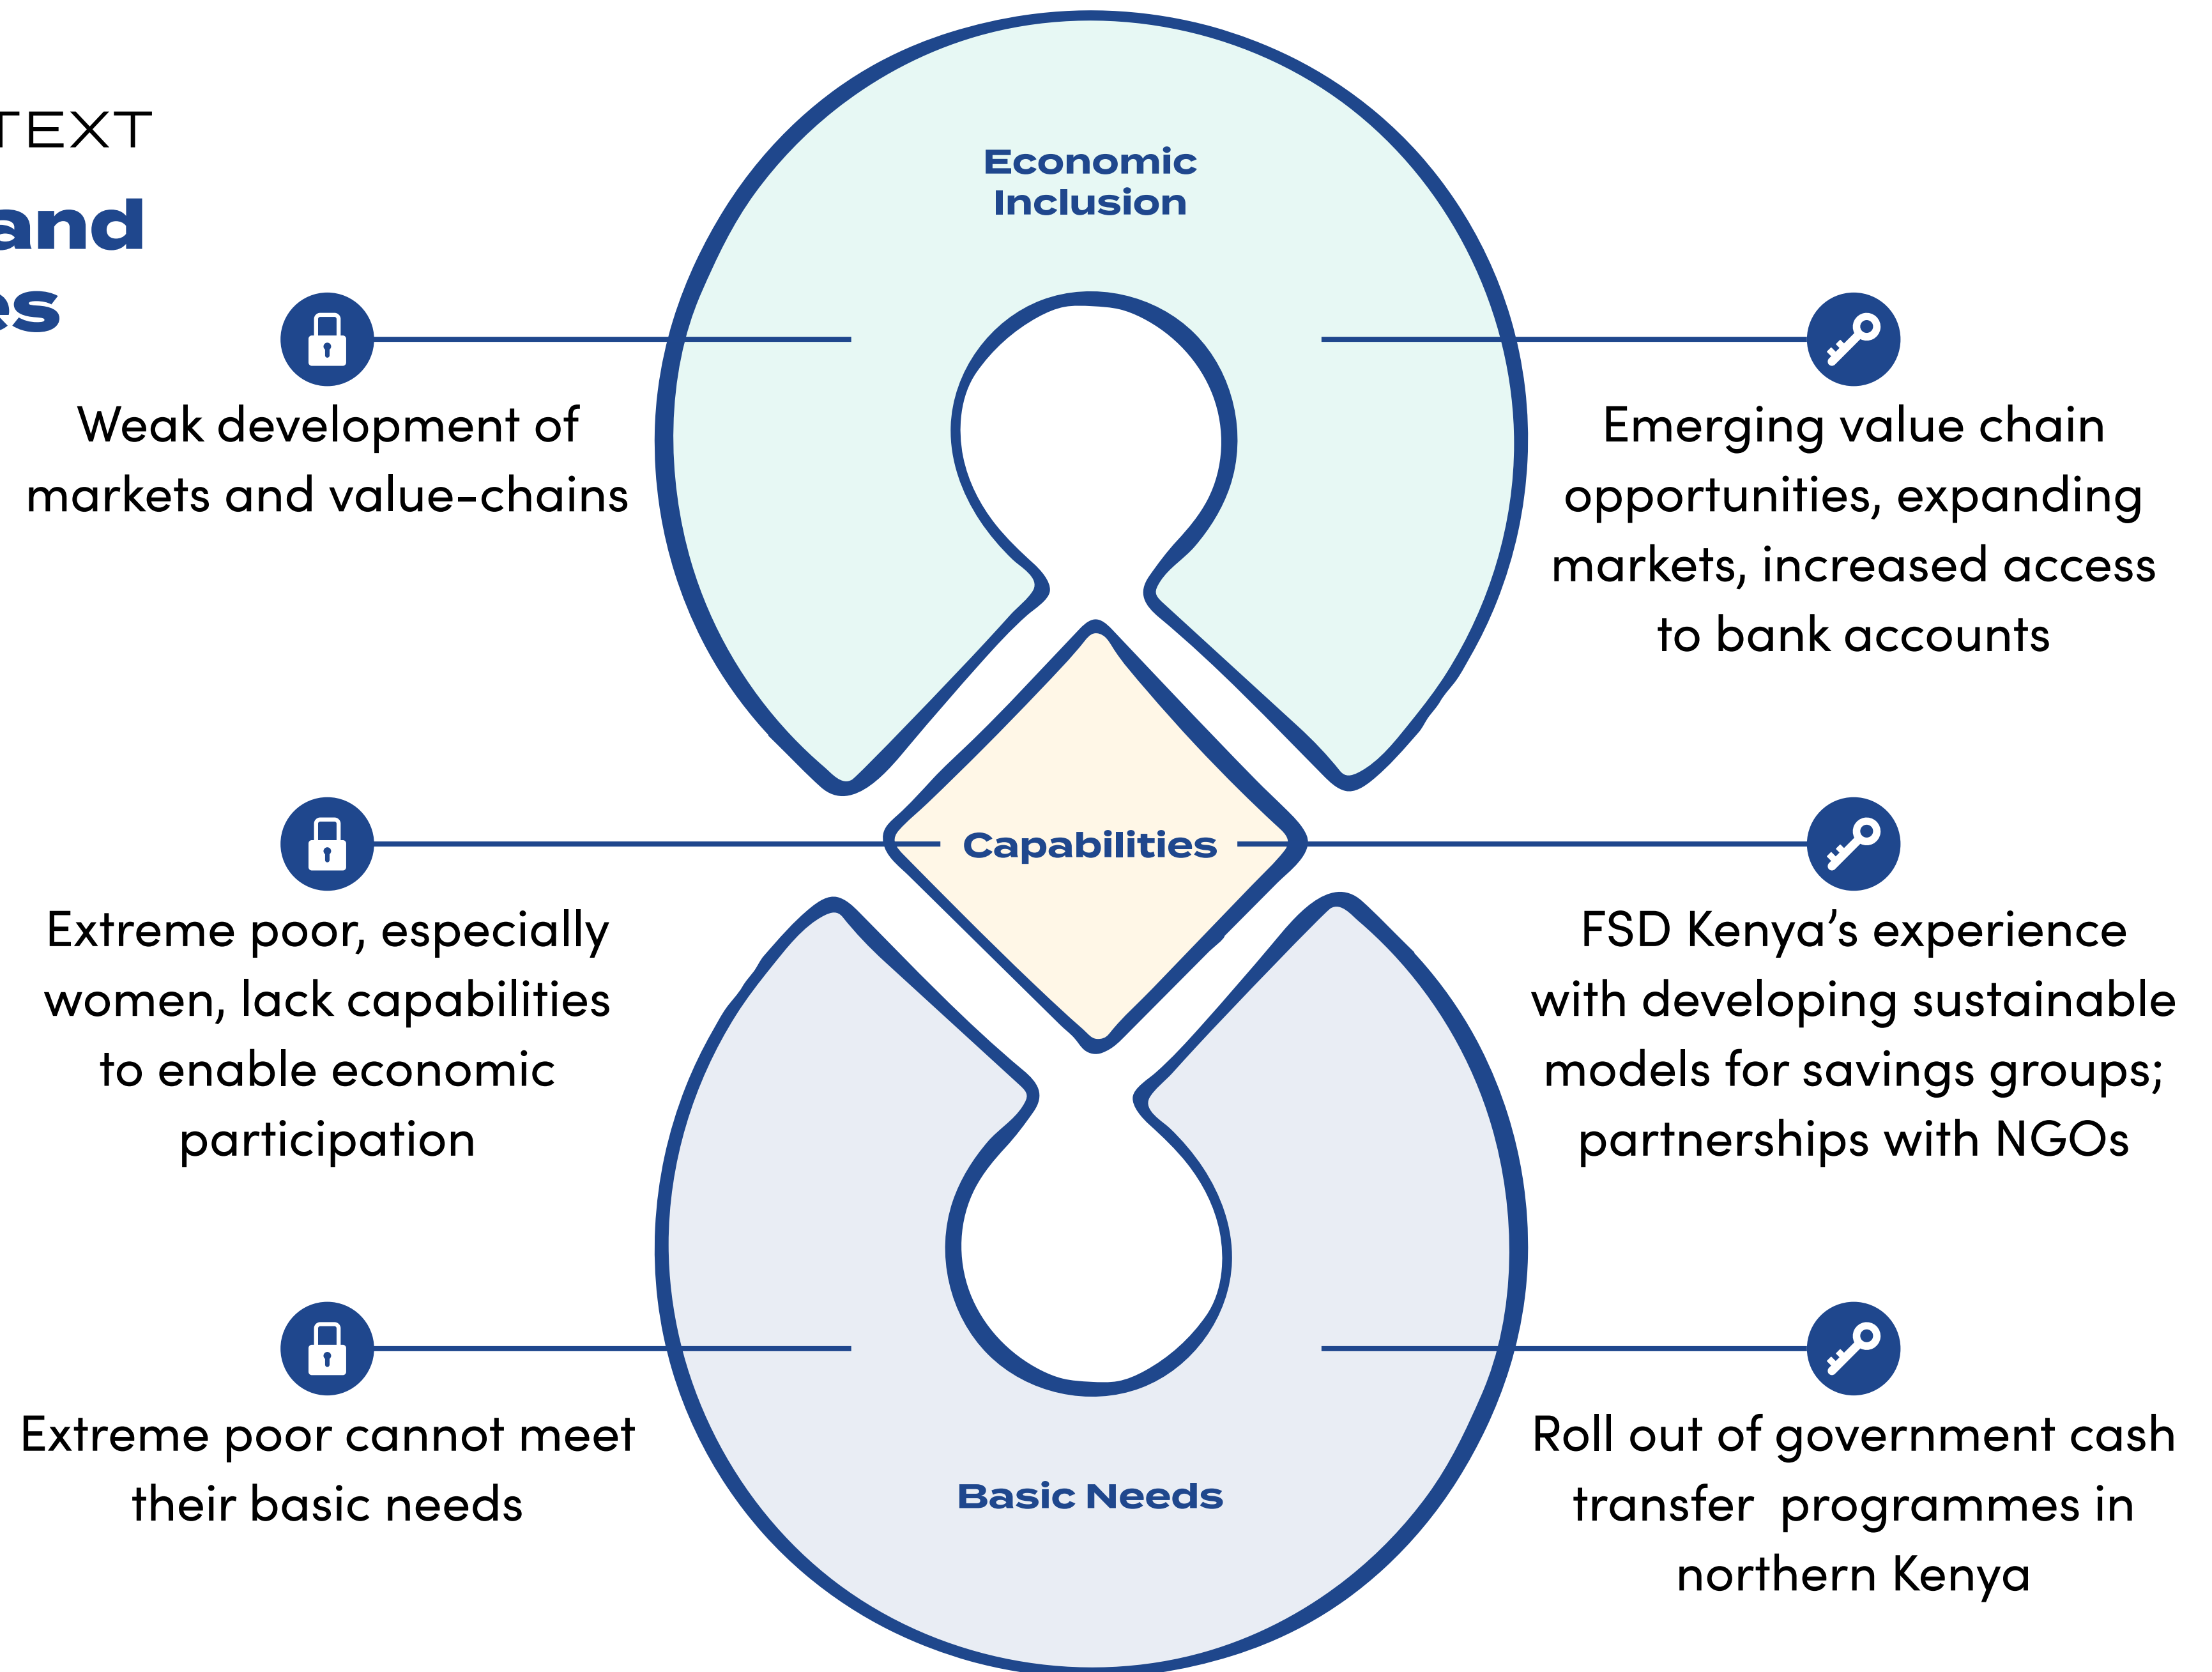 TEXT
and
es
Economic
Inclusion
Weak development of
markets and value-chains
Emerging value chain
opportunities, expanding
markets, increased access
to bank accounts
Capabilities
Extreme poor, especially
women, lack capabilities
to enable economic
participation
FSD Kenya’s experience
with developing sustainable
models for savings groups;
partnerships with NGOs
Extreme poor cannot meet
their basic needs
Basic Needs
Roll out of government cash
transfer  programmes in
northern Kenya